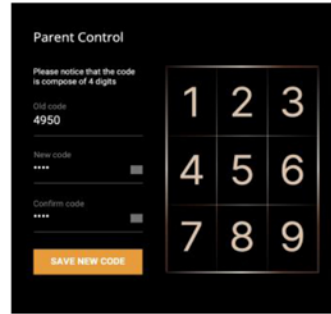 Parent Control
Please notice that the code
is compose of 4 digits
Old code
4950
New code
••••
Confirm code
••••
SAVE NEW CODE
1 2 3
4 5 6
7 8 9